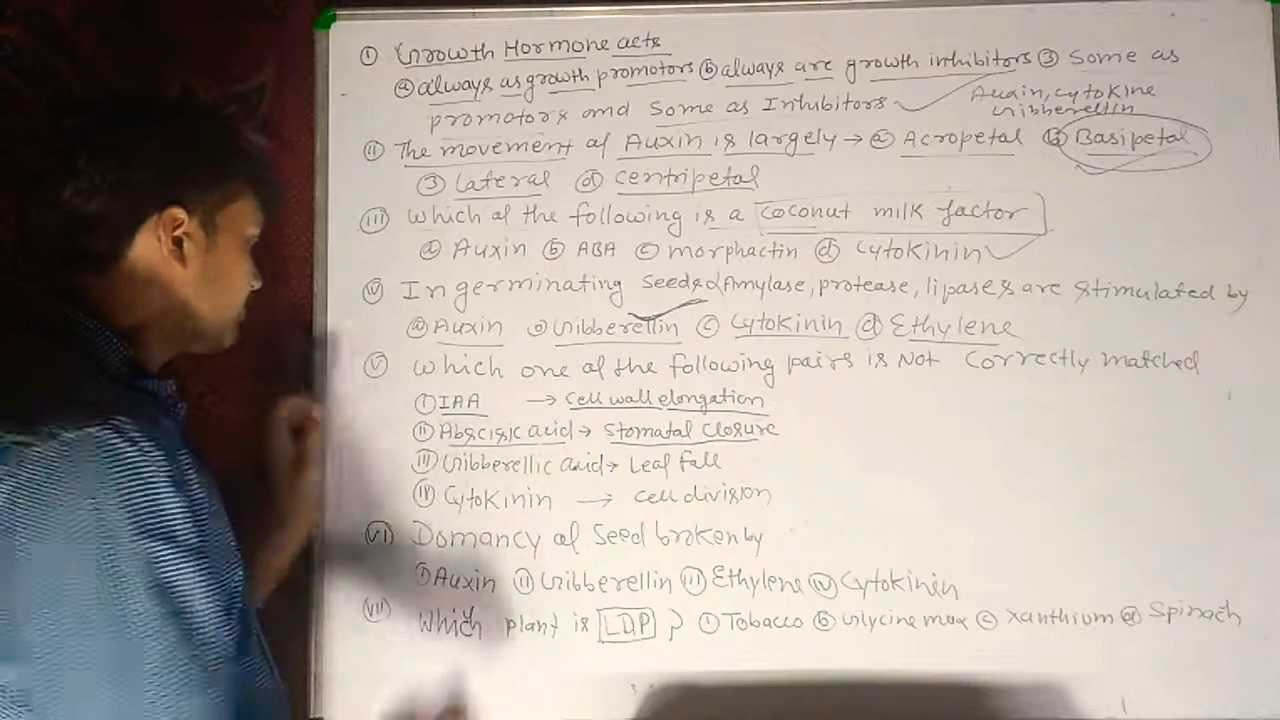 ① Growth Hormone acts
ⓐ always as growth promotors ⓑ always are growth inhibitors ③ Some as
promotors and Some as Inhibitors
Auxin, cytokine
Gibberellin
ⓘⓘ The movement of Auxin is largely → ⓐ Acropetal ⓑ Basipetal
③ Lateral ⓓ centripetal
ⓘⓘⓘ Which of the following is a coconut milk factor
ⓐ Auxin ⓑ ABA ⓒ morphactin ⓓ Cytokinin
ⓘⓥ In germinating Seeds αAmylase, protease, lipases are stimulated by
ⓐ Auxin ⓑ Gibberellin ⓒ Cytokinin ⓓ Ethylene
ⓥ Which one of the following pairs is Not Correctly matched
ⓘ IAA → Cell wall elongation
ⓘⓘ Abscisic acid → Stomatal Closure
ⓘⓘⓘ Gibberellic acid → Leaf fall
ⓘⓥ Cytokinin → cell division
ⓥⓘ Domancy of Seed broken by
ⓘ Auxin ⓘⓘ Gibberellin ⓘⓘⓘ Ethylene ⓘⓥ Cytokinin
ⓥⓘⓘ Which plant is LDP ? ① Tobacco ⓑ Glycine max ⓒ Xanthium ⓓ Spinach